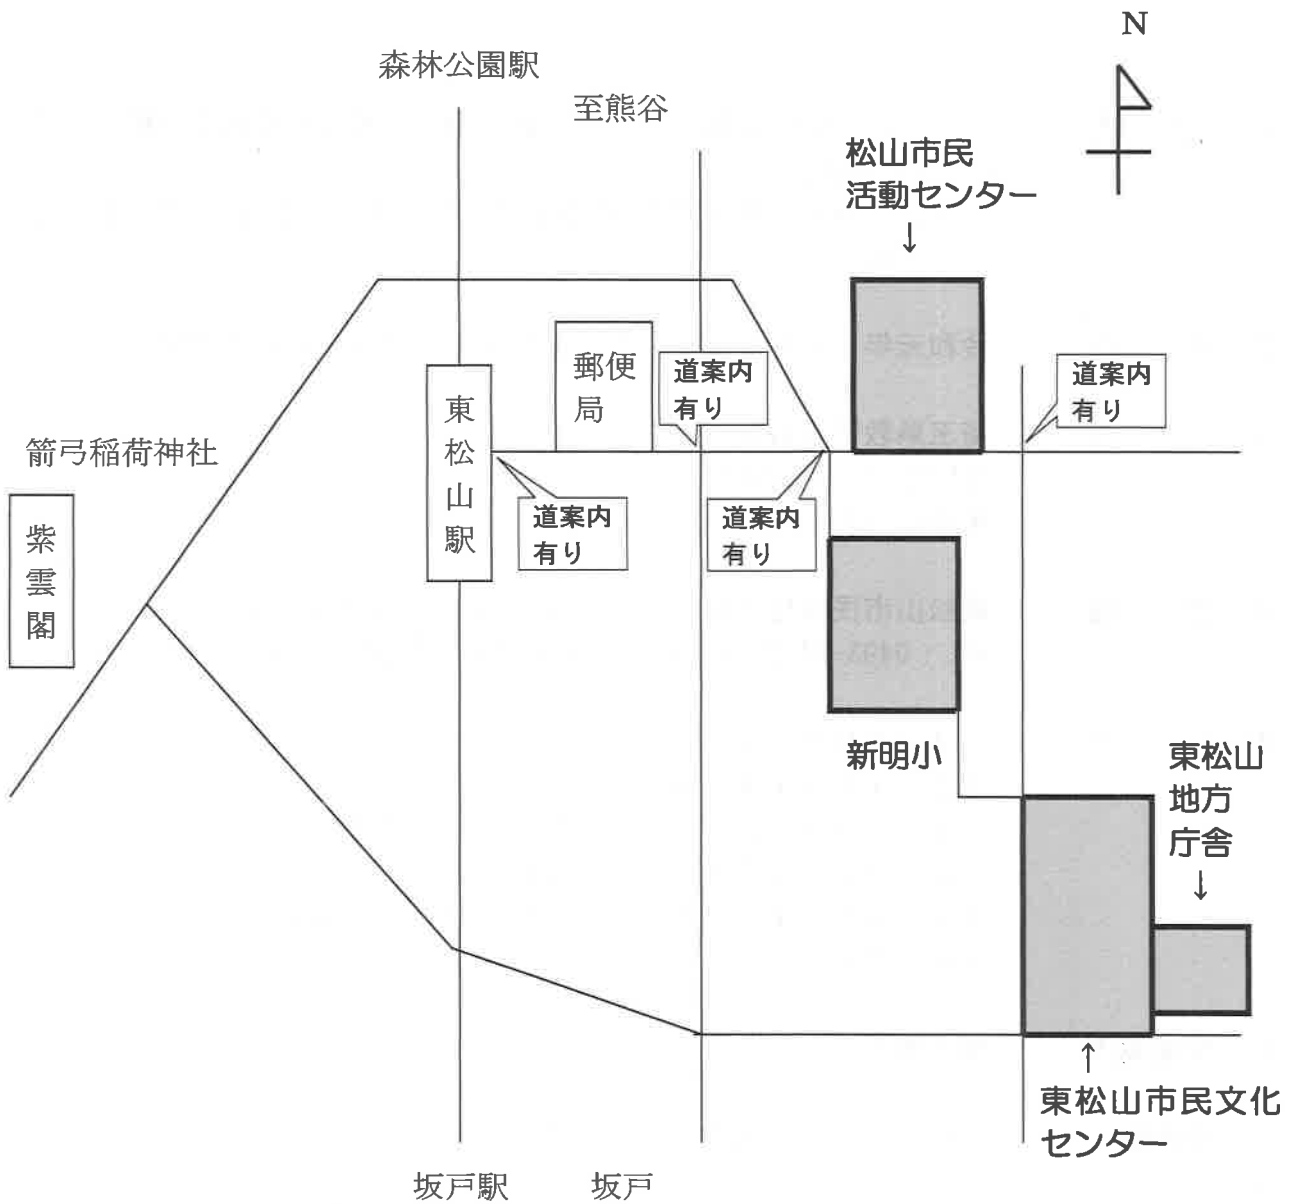 N
森林公園駅
至熊谷
松山市民
活動センター
↓
郵便
局
道案内
有り
道案内
有り
東松山駅
箭弓稲荷神社
紫雲閣
道案内
有り
道案内
有り
新明小
東松山
地方
庁舎
↓
↑
東松山市民文化
センター
坂戸駅
坂戸